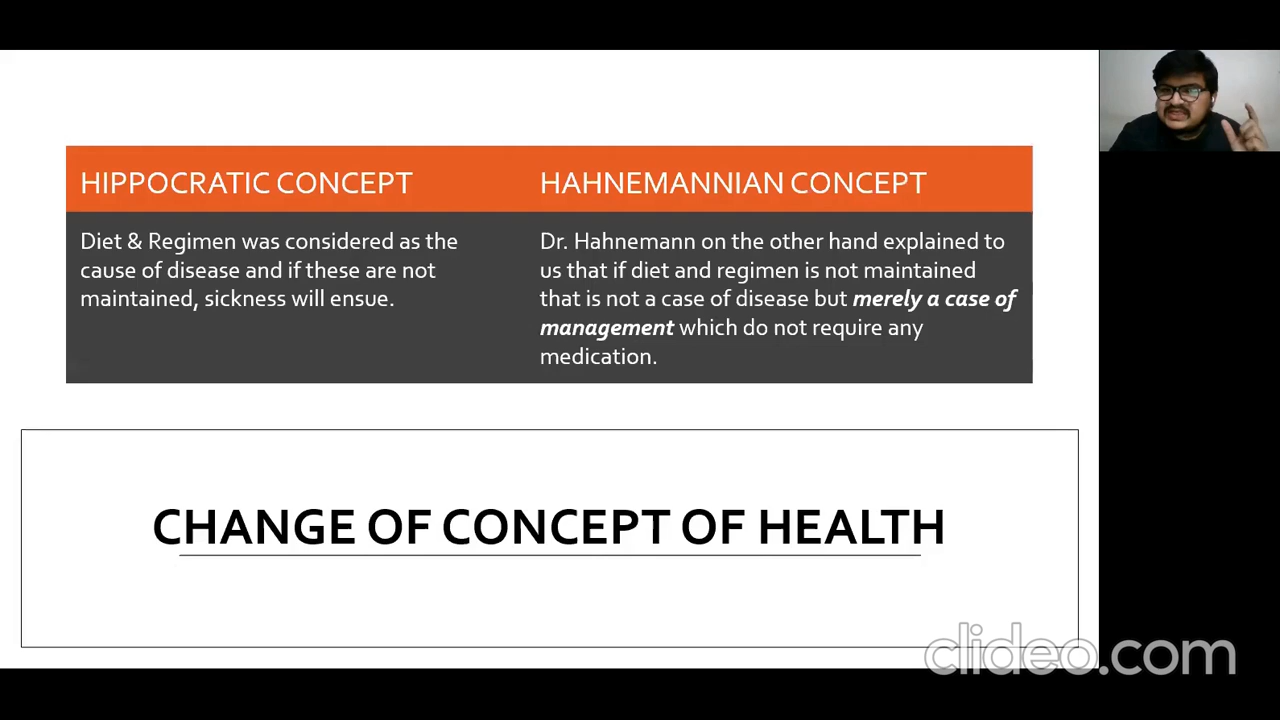 HIPPOCRATIC CONCEPT
HAHNEMANNIAN CONCEPT
Diet & Regimen was considered as the
cause of disease and if these are not
maintained, sickness will ensue.
Dr. Hahnemann on the other hand explained to
us that if diet and regimen is not maintained
that is not a case of disease but merely a case of
management which do not require any
medication.
CHANGE OF CONCEPT OF HEALTH
clideo.com